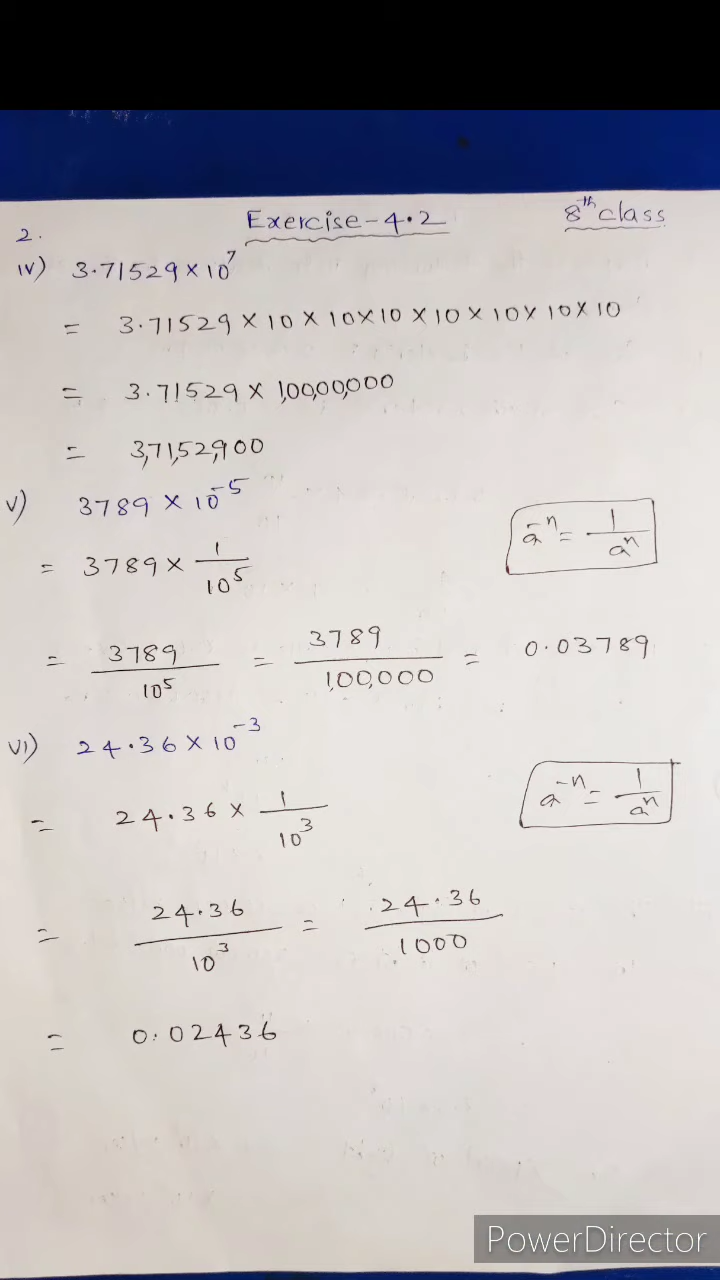 Exercise-4.2 8th class
2.
iv) 3.71529 × 10^7
= 3.71529 × 10 × 10 × 10 × 10 × 10 × 10 × 10
= 3.71529 × 1,00,00,000
= 3,71,52,900
v) 3789 × 10^-5
= 3789 × 1/10^5
a^-n = 1/a^n
= 3789/10^5 = 3789/1,00,000 = 0.03789
vi) 24.36 × 10^-3
= 24.36 × 1/10^3
a^-n = 1/a^n
= 24.36/10^3 = 24.36/1000
= 0.02436
PowerDirector